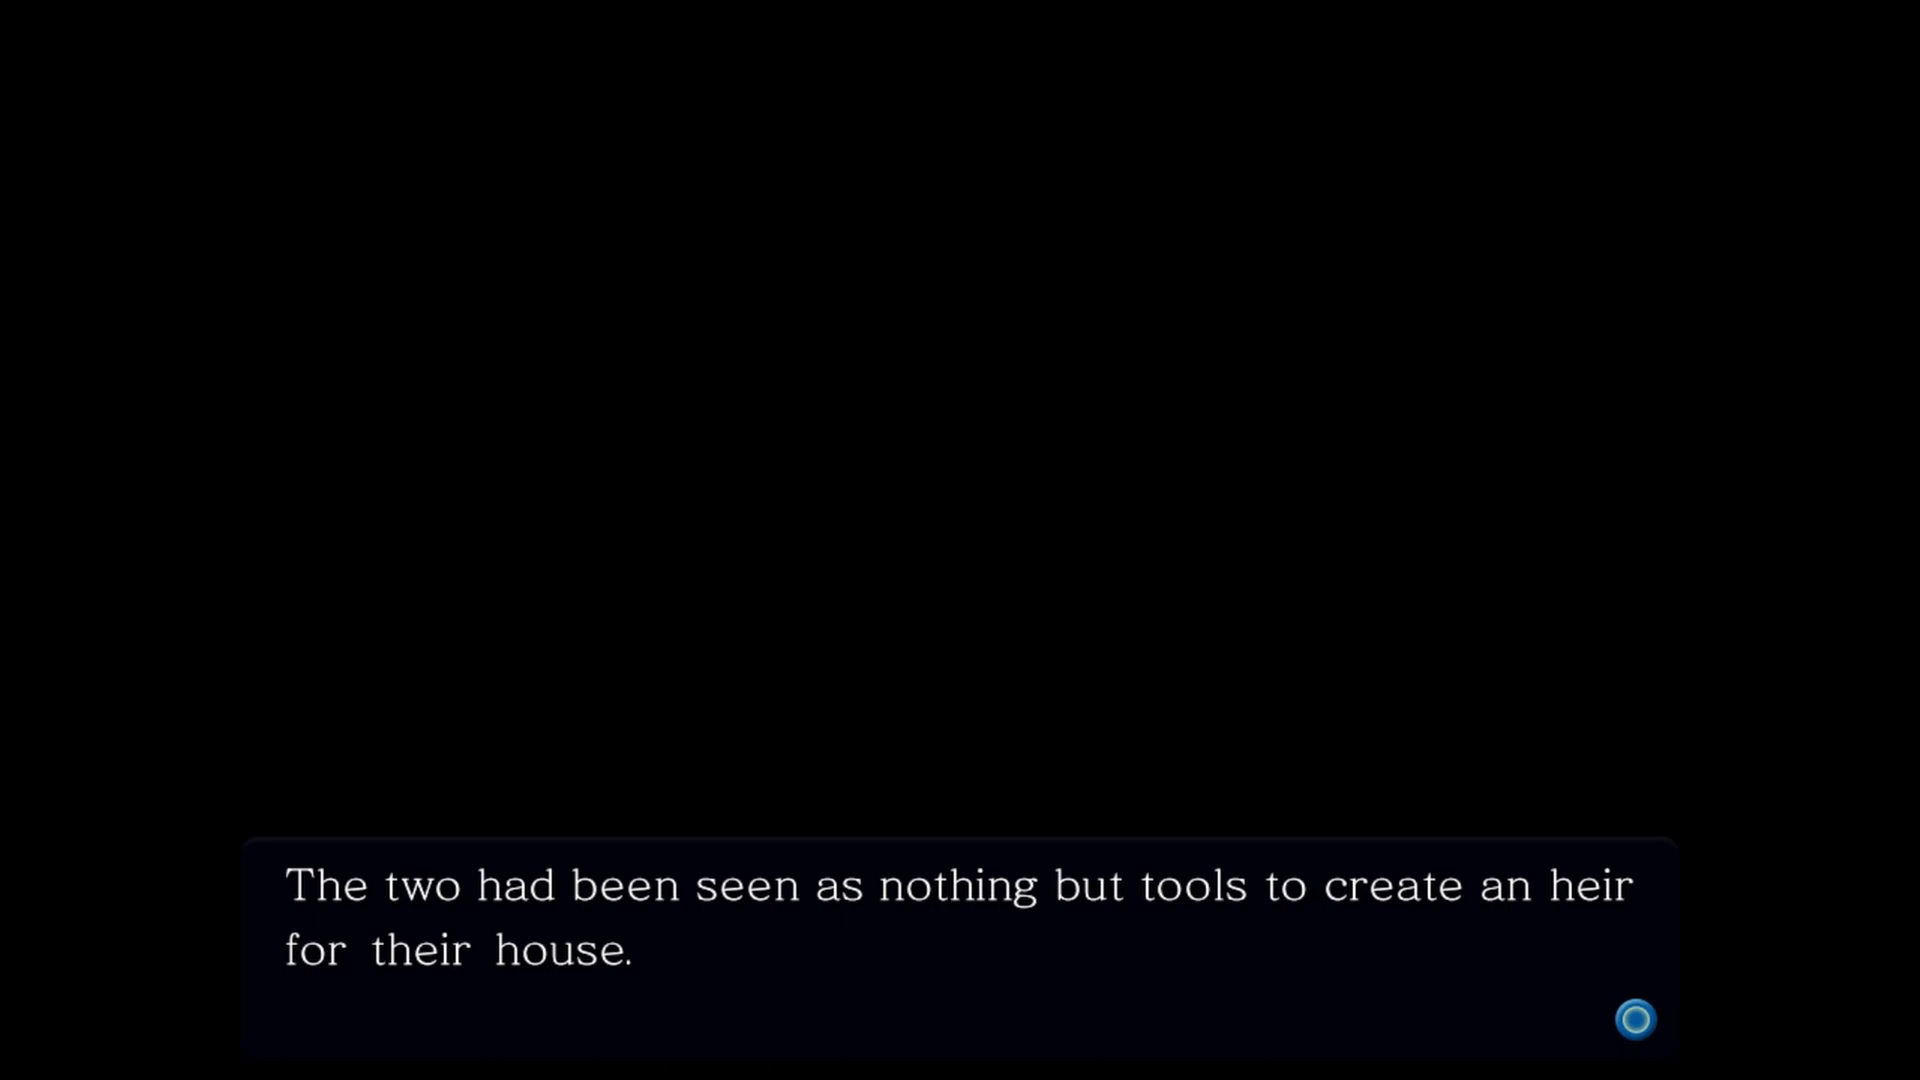 The two had been seen as nothing but tools to create an heir
for their house.